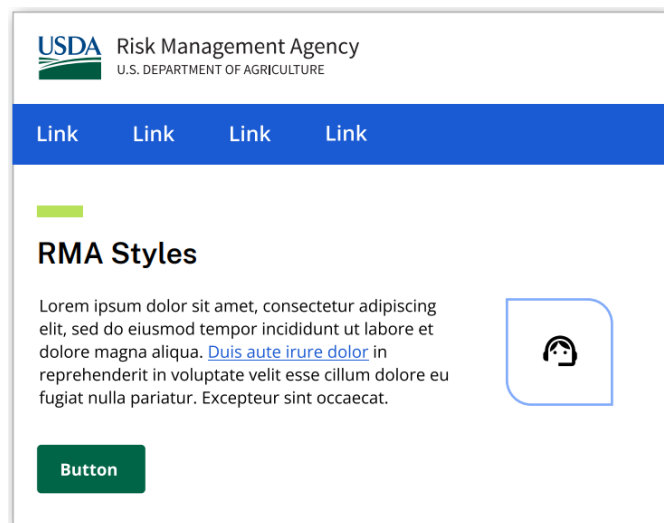 USDA
Risk Management Agency
U.S. DEPARTMENT OF AGRICULTURE
Link Link Link Link
RMA Styles
Lorem ipsum dolor sit amet, consectetur adipiscing
elit, sed do eiusmod tempor incididunt ut labore et
dolore magna aliqua. Duis aute irure dolor in
reprehenderit in voluptate velit esse cillum dolore eu
fugiat nulla pariatur. Excepteur sint occaecat.
Button